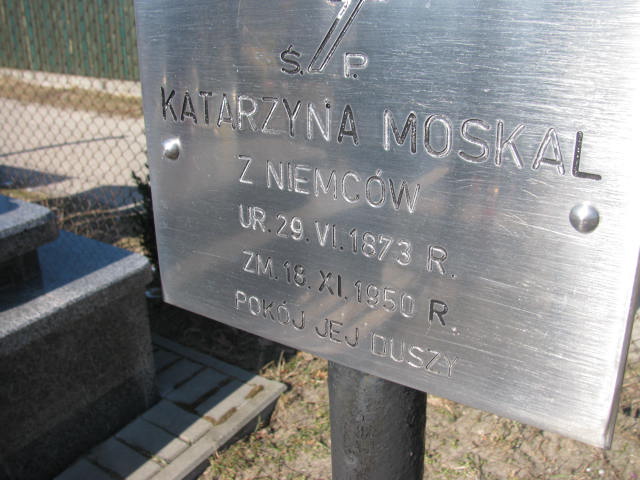 Ś. P.
KATARZYNA MOSKAL
Z NIEMCÓW
UR. 29. VI. 1873 R.
ZM. 18. XI. 1950 R
POKÓJ JEJ DUSZY